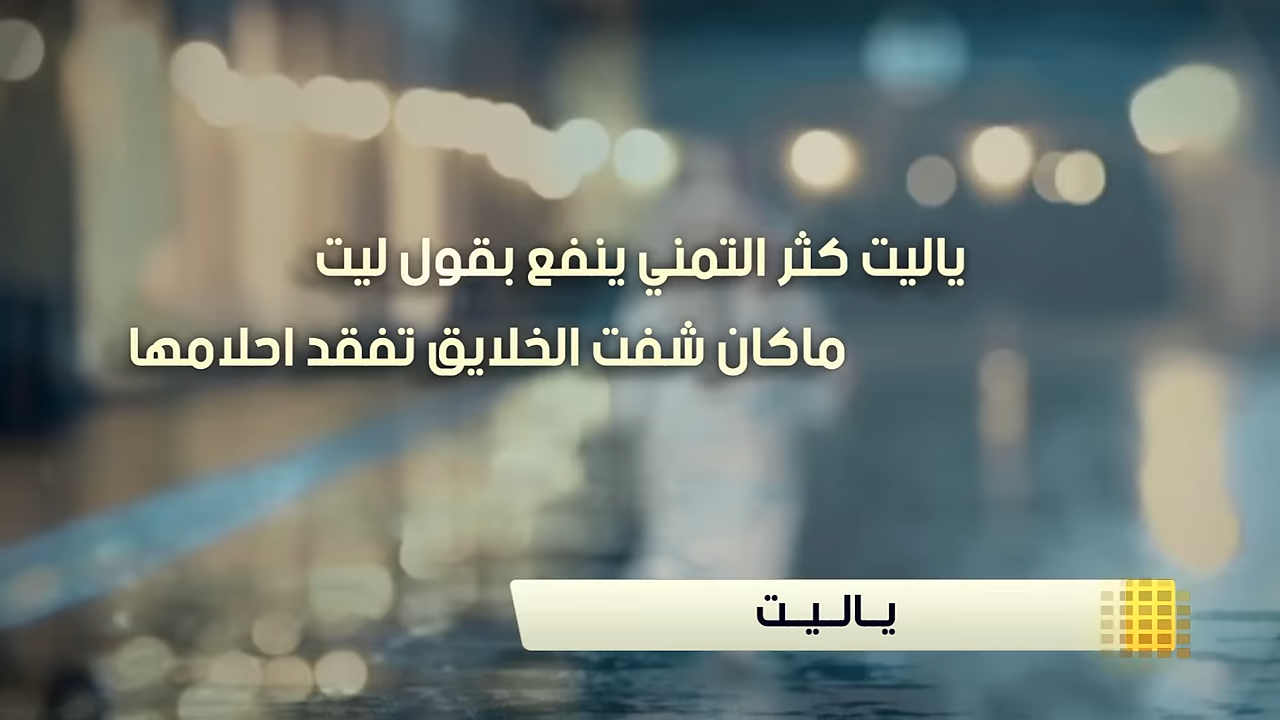 ياليت كثر التمني ينفع بقول ليت
ماكان شفت الخلايق تفقد احلامها
يـالـيـت